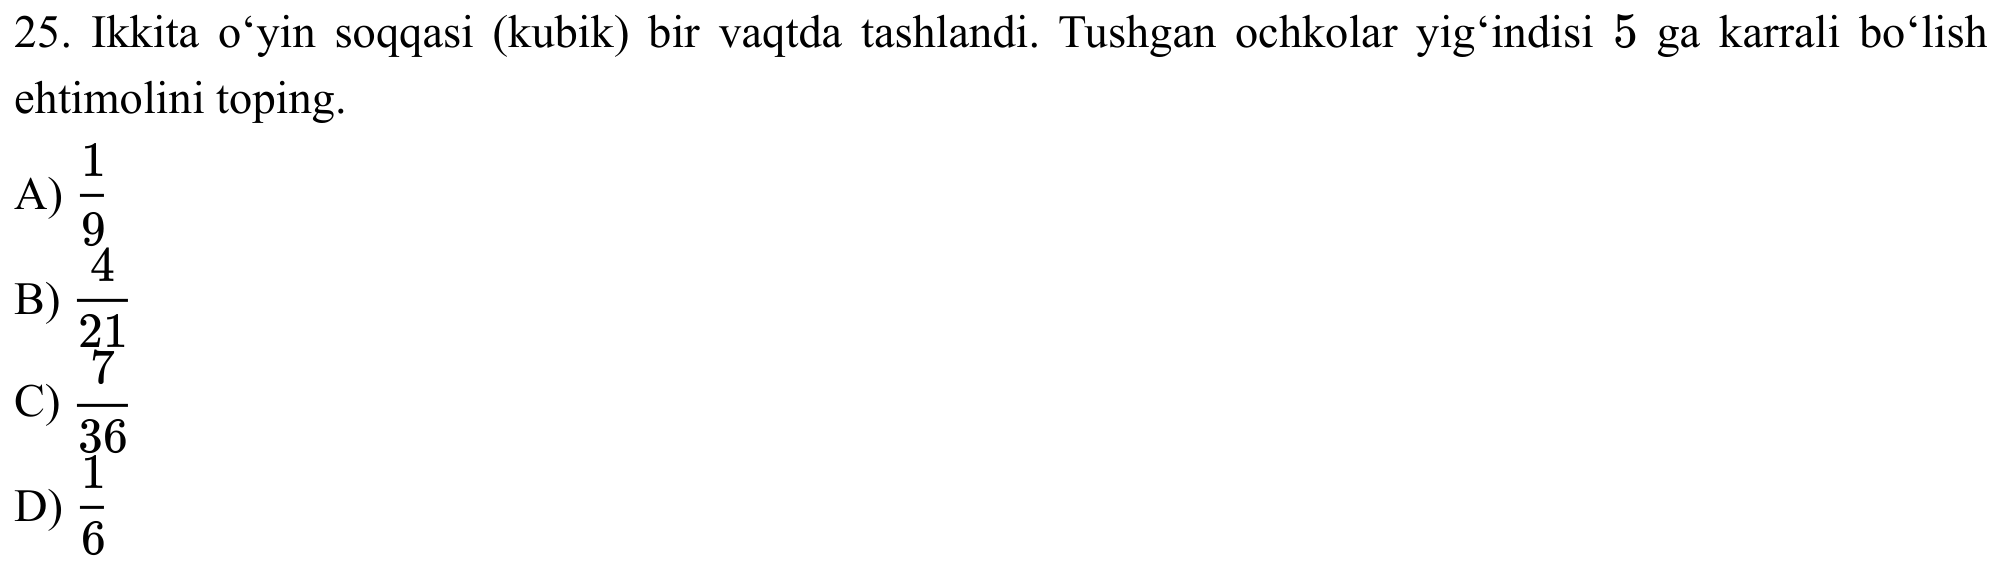 25. Ikkita o‘yin soqqasi (kubik) bir vaqtda tashlandi. Tushgan ochkolar yig‘indisi 5 ga karrali bo‘lish
ehtimolini toping.
A) 1/9
B) 4/21
C) 7/36
D) 1/6